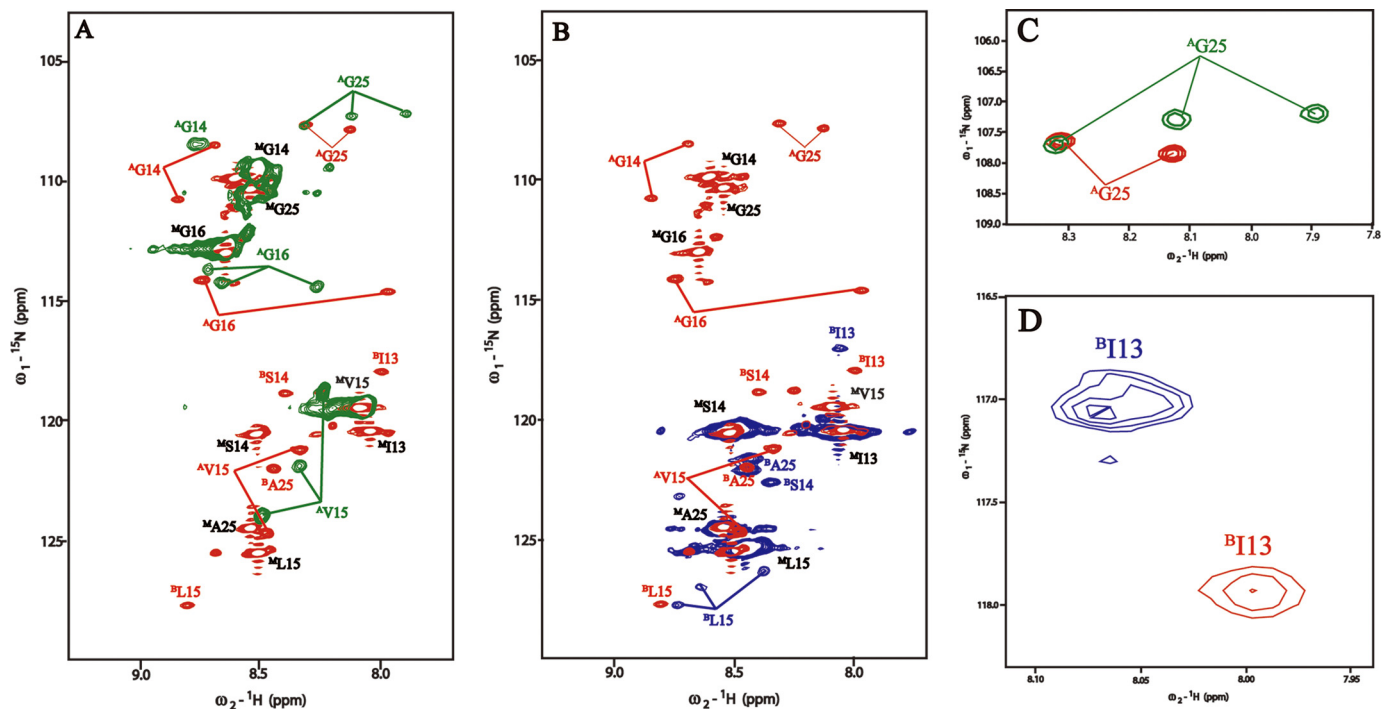 A
105
110
115
120
125
ω₁ - ¹⁵N (ppm)
9.0
8.5
8.0
ω₂ - ¹H (ppm)
ᴬG25
ᴬG14
ᴹG14
ᴬG25
ᴬG14
ᴹG25
ᴹG16
ᴬG16
ᴬG16
ᴮI13
ᴮS14
ᴹV15
ᴹS14
ᴹI13
ᴬV15
ᴮA25
ᴬV15
ᴹA25
ᴹL15
ᴮL15
B
105
110
115
120
125
ω₁ - ¹⁵N (ppm)
9.0
8.5
8.0
ω₂ - ¹H (ppm)
ᴬG25
ᴬG14
ᴹG14
ᴹG25
ᴹG16
ᴬG16
ᴮI13
ᴮI13
ᴮS14
ᴹV15
ᴹS14
ᴹI13
ᴮA25
ᴬV15
ᴮA25
ᴮS14
ᴹA25
ᴹL15
ᴮL15
ᴮL15
C
106.0
106.5
107.0
107.5
108.0
108.5
109.0
ω₁ - ¹⁵N (ppm)
ᴬG25
ᴬG25
8.3
8.2
8.1
8.0
7.9
7.8
ω₂ - ¹H (ppm)
D
116.5
117.0
117.5
118.0
ω₁ - ¹⁵N (ppm)
ᴮI13
ᴮI13
8.10
8.05
8.00
7.95
ω₂ - ¹H (ppm)